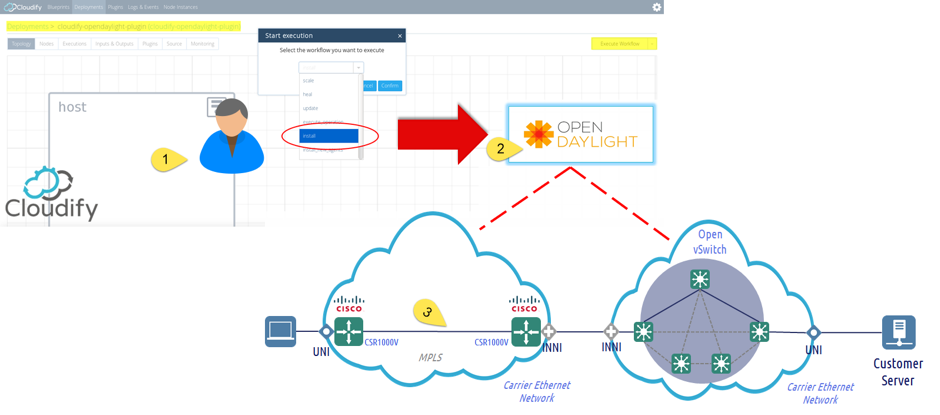 Cloudify Blueprints Deployments Plugins Logs & Events Node Instances
Deployments > cloudify-opendaylight-plugin (cloudify-opendaylight-plugin)
Topology Nodes Executions Inputs & Outputs Plugins Source Monitoring
Execute Workflow
Start execution ×
Select the workflow you want to execute
Confirm
scale
heal
update
install
host
1
Cloudify
2
OPEN
DAYLIGHT
Open
vSwitch
CISCO
CISCO
3
CSR1000V
CSR1000V
UNI
MPLS
INNI
INNI
UNI
Carrier Ethernet
Network
Carrier Ethernet
Network
Customer
Server